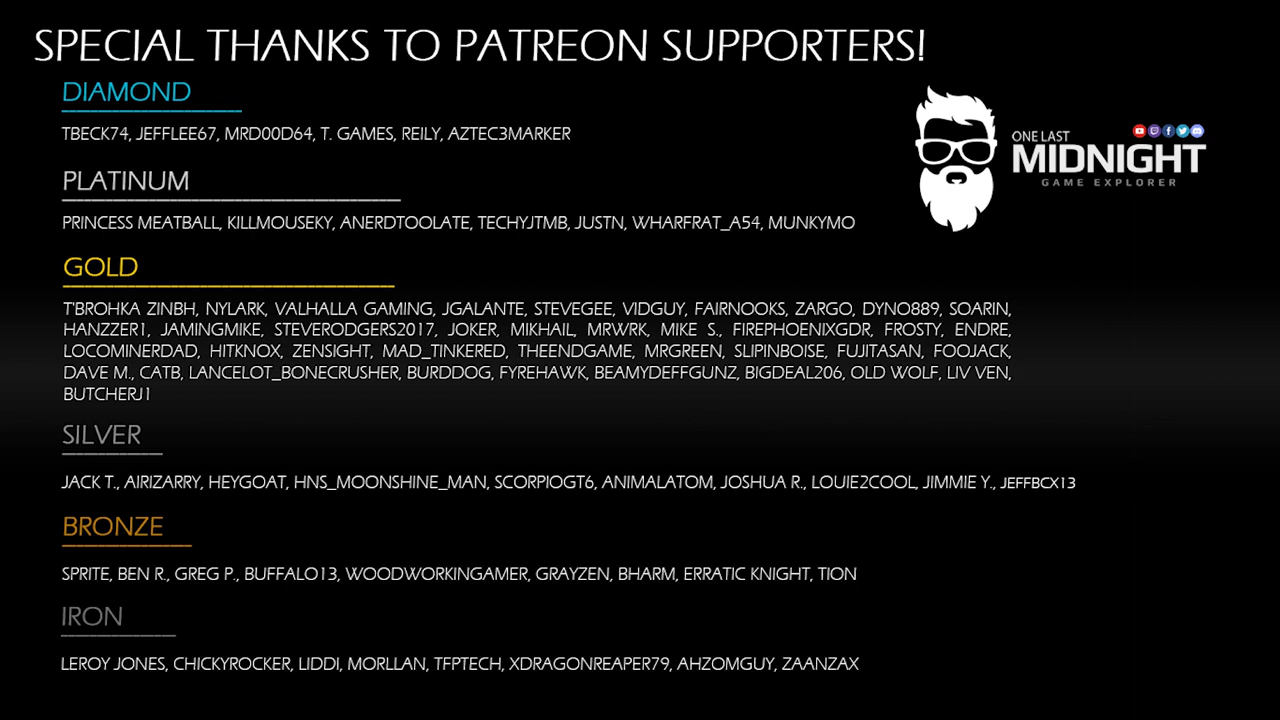 SPECIAL THANKS TO PATREON SUPPORTERS!
DIAMOND
TBECK74, JEFFLEE67, MRD00D64, T. GAMES, REILY, AZTEC3MARKER
ONE LAST
MIDNIGHT
GAME EXPLORER
PLATINUM
PRINCESS MEATBALL, KILLMOUSEKY, ANERDTOOLATE, TECHYJTMB, JUSTN, WHARFRAT_A54, MUNKYMO
GOLD
T'BROHKA ZINBH, NYLARK, VALHALLA GAMING, JGALANTE, STEVEGEE, VIDGUY, FAIRNOOKS, ZARGO, DYNO889, SOARIN,
HANZZER1, JAMINGMIKE, STEVERODGERS2017, JOKER, MIKHAIL, MRWRK, MIKE S., FIREPHOENIXGDR, FROSTY, ENDRE,
LOCOMINERDAD, HITKNOX, ZENSIGHT, MAD_TINKERED, THEENDGAME, MRGREEN, SLIPINBOISE, FUJITASAN, FOOJACK,
DAVE M., CATB, LANCELOT_BONECRUSHER, BURDDOG, FYREHAWK, BEAMYDEFFGUNZ, BIGDEAL206, OLD WOLF, LIV VEN,
BUTCHERJ1
SILVER
JACK T., AIRIZARRY, HEYGOAT, HNS_MOONSHINE_MAN, SCORPIOGT6, ANIMALATOM, JOSHUA R., LOUIE2COOL, JIMMIE Y., JEFFBCX13
BRONZE
SPRITE, BEN R., GREG P., BUFFALO13, WOODWORKINGAMER, GRAYZEN, BHARM, ERRATIC KNIGHT, TION
IRON
LEROY JONES, CHICKYROCKER, LIDDI, MORLLAN, TFPTECH, XDRAGONREAPER79, AHZOMGUY, ZAANZAX